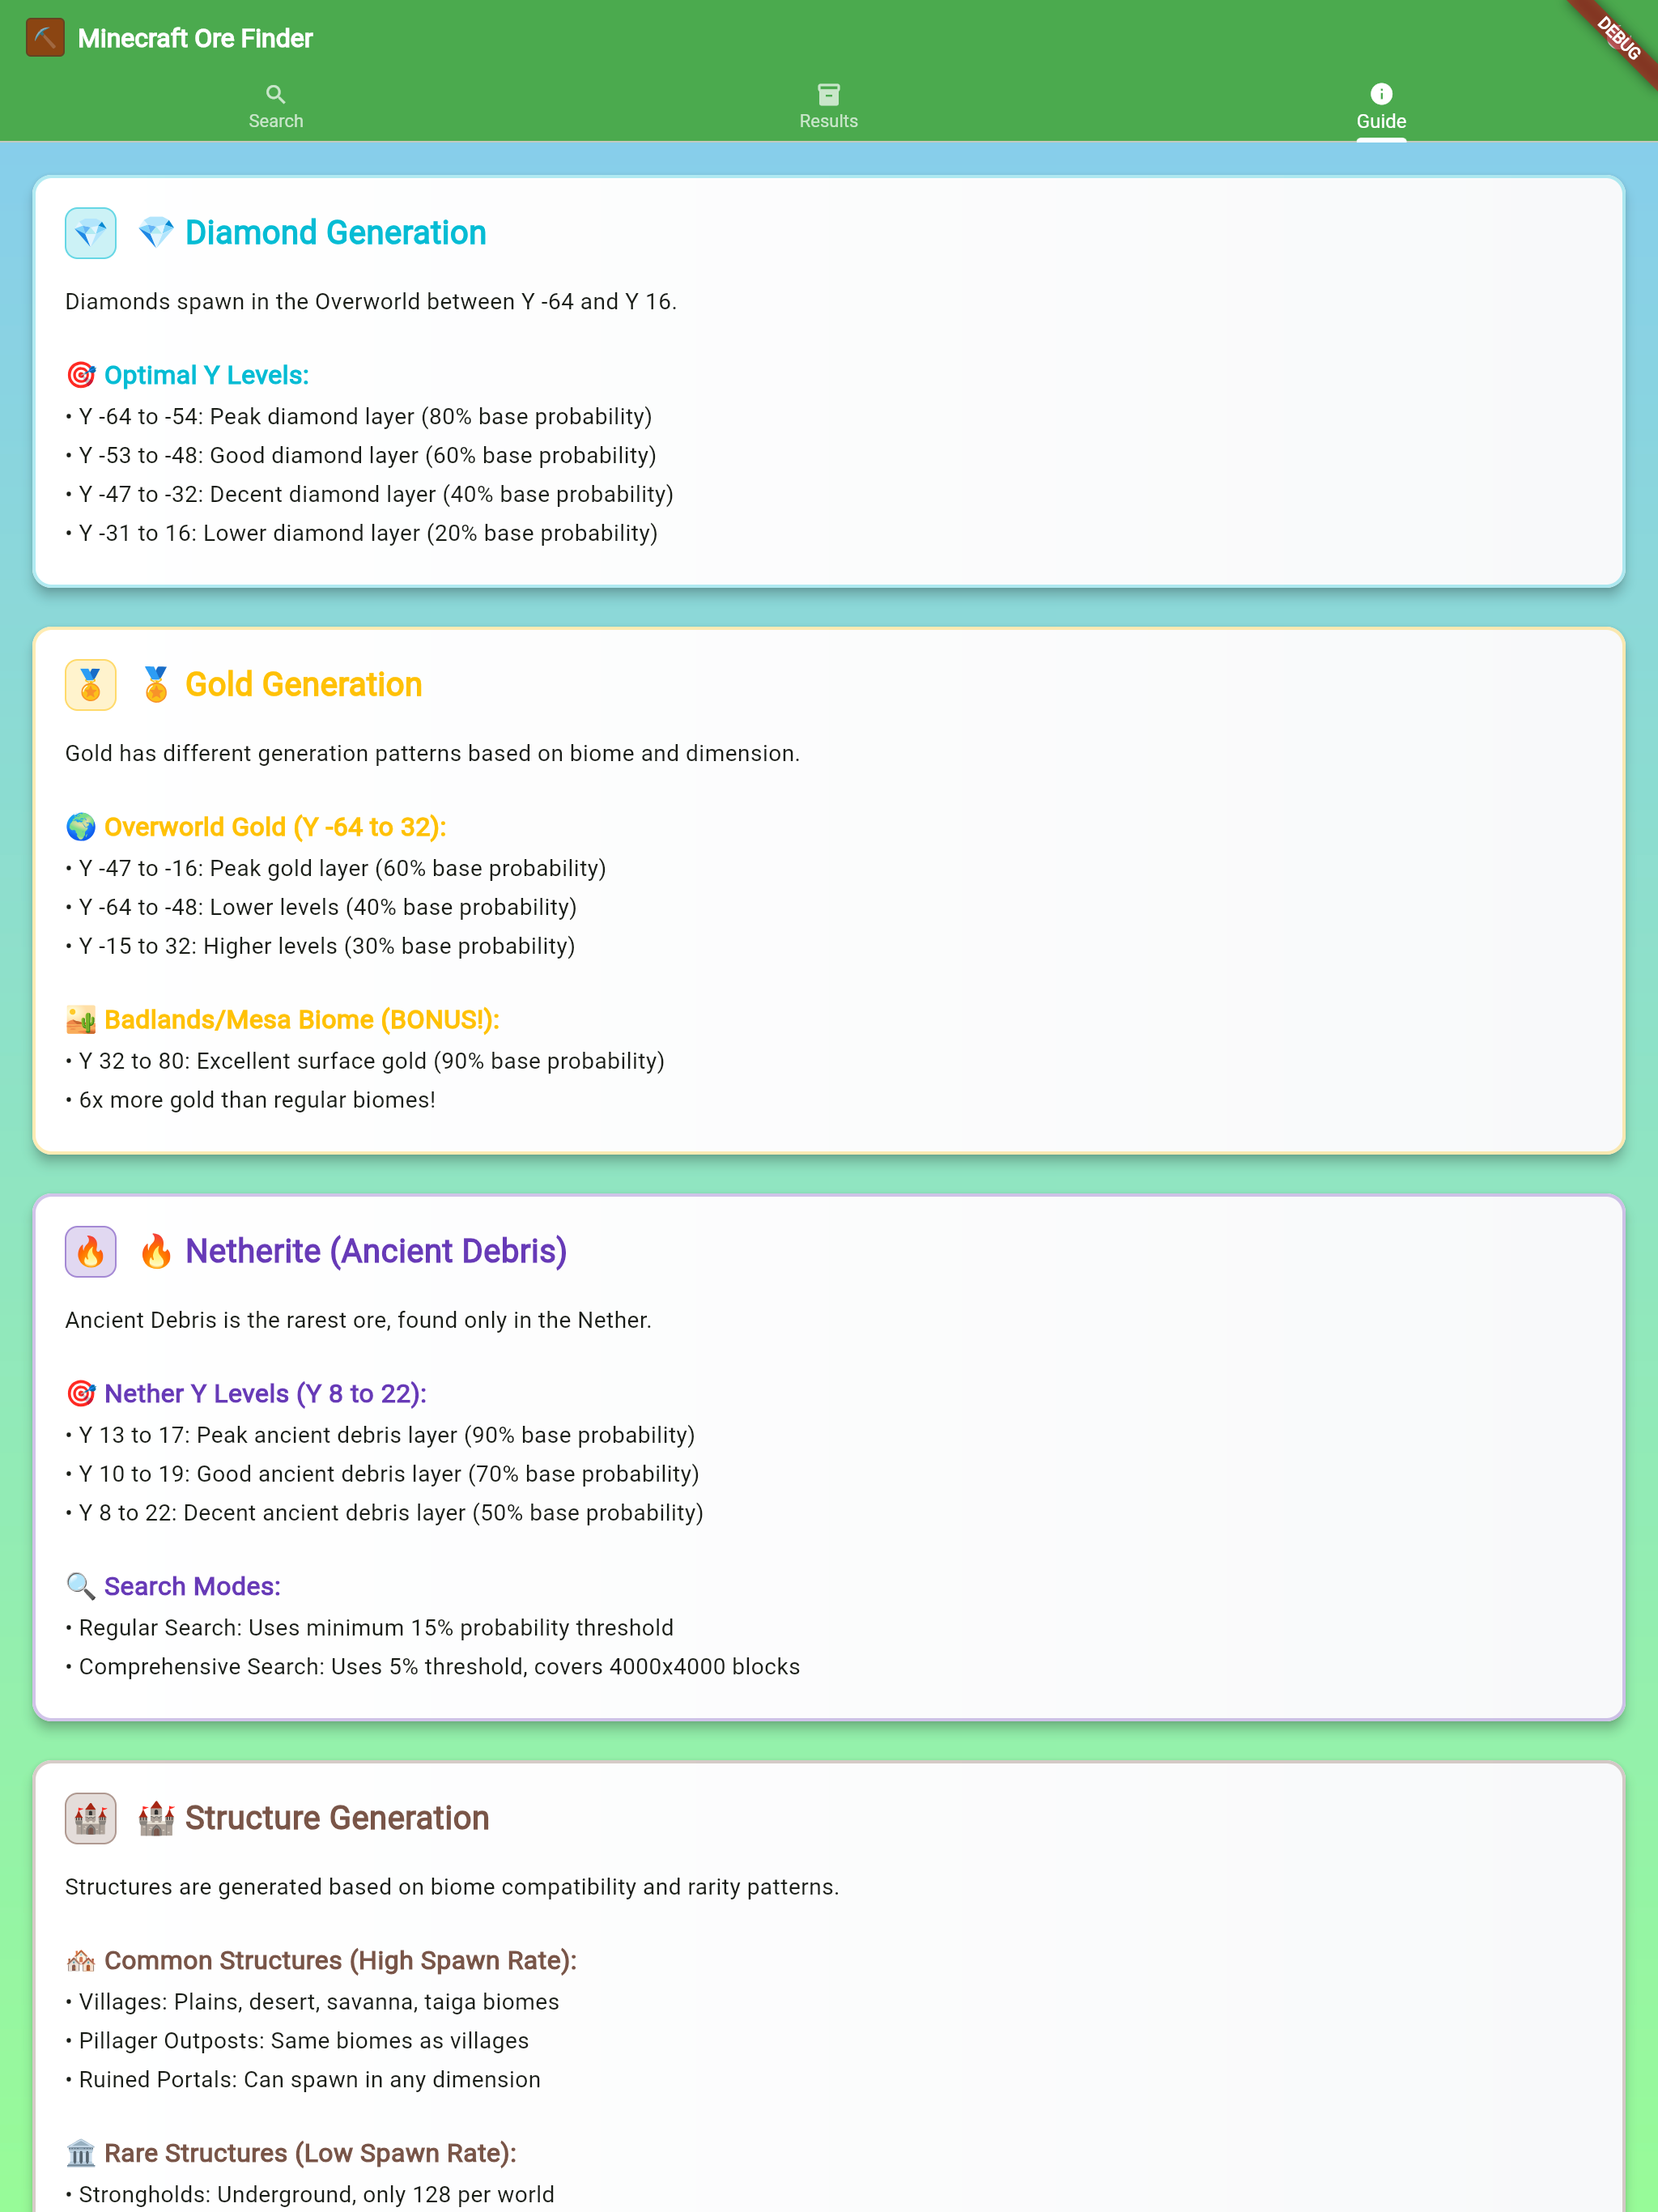 Minecraft Ore Finder
DEBUG
Search
Results
Guide
Diamond Generation
Diamonds spawn in the Overworld between Y -64 and Y 16.
Optimal Y Levels:
• Y -64 to -54: Peak diamond layer (80% base probability)
• Y -53 to -48: Good diamond layer (60% base probability)
• Y -47 to -32: Decent diamond layer (40% base probability)
• Y -31 to 16: Lower diamond layer (20% base probability)
Gold Generation
Gold has different generation patterns based on biome and dimension.
Overworld Gold (Y -64 to 32):
• Y -47 to -16: Peak gold layer (60% base probability)
• Y -64 to -48: Lower levels (40% base probability)
• Y -15 to 32: Higher levels (30% base probability)
Badlands/Mesa Biome (BONUS!):
• Y 32 to 80: Excellent surface gold (90% base probability)
• 6x more gold than regular biomes!
Netherite (Ancient Debris)
Ancient Debris is the rarest ore, found only in the Nether.
Nether Y Levels (Y 8 to 22):
• Y 13 to 17: Peak ancient debris layer (90% base probability)
• Y 10 to 19: Good ancient debris layer (70% base probability)
• Y 8 to 22: Decent ancient debris layer (50% base probability)
Search Modes:
• Regular Search: Uses minimum 15% probability threshold
• Comprehensive Search: Uses 5% threshold, covers 4000x4000 blocks
Structure Generation
Structures are generated based on biome compatibility and rarity patterns.
Common Structures (High Spawn Rate):
• Villages: Plains, desert, savanna, taiga biomes
• Pillager Outposts: Same biomes as villages
• Ruined Portals: Can spawn in any dimension
Rare Structures (Low Spawn Rate):
• Strongholds: Underground, only 128 per world